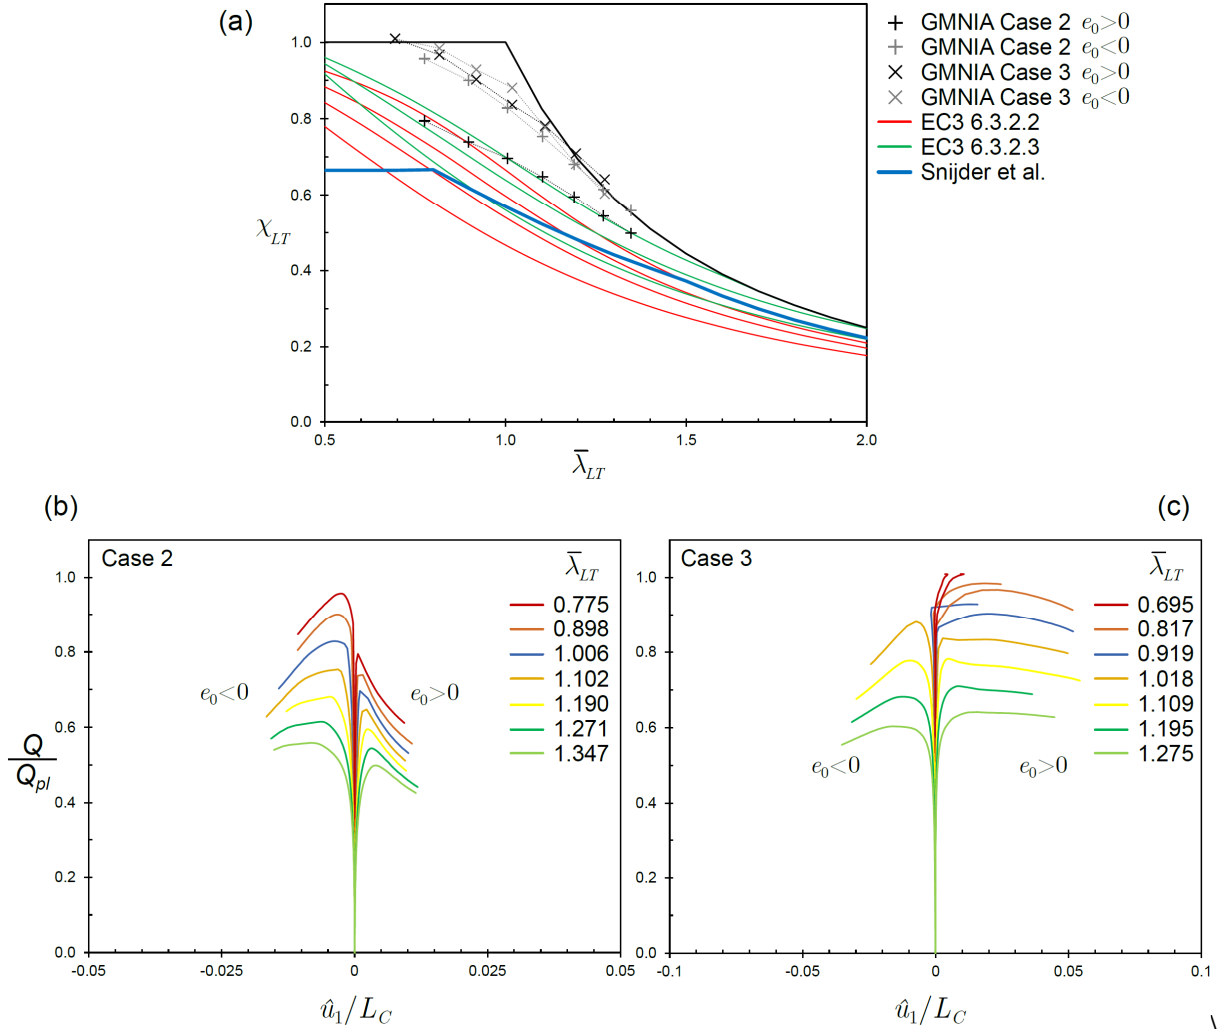 (a)
GMNIA Case 2 e₀>0
GMNIA Case 2 e₀<0
GMNIA Case 3 e₀>0
GMNIA Case 3 e₀<0
EC3 6.3.2.2
EC3 6.3.2.3
Snijder et al.
1.0
0.8
0.6
χ_LT
0.4
0.2
0.0
0.5 1.0 1.5 2.0
λ̅_LT
(b)
Case 2
λ̅_LT
0.775
0.898
1.006
1.102
1.190
1.271
1.347
e₀<0
e₀>0
1.0
0.8
0.6
Q
Q_pl
0.4
0.2
0.0
-0.05 -0.025 0 0.025 0.05
û₁/L_C
(c)
Case 3
λ̅_LT
0.695
0.817
0.919
1.018
1.109
1.195
1.275
e₀<0
e₀>0
1.0
0.8
0.6
0.4
0.2
0.0
-0.1 -0.05 0 0.05 0.1
û₁/L_C
\